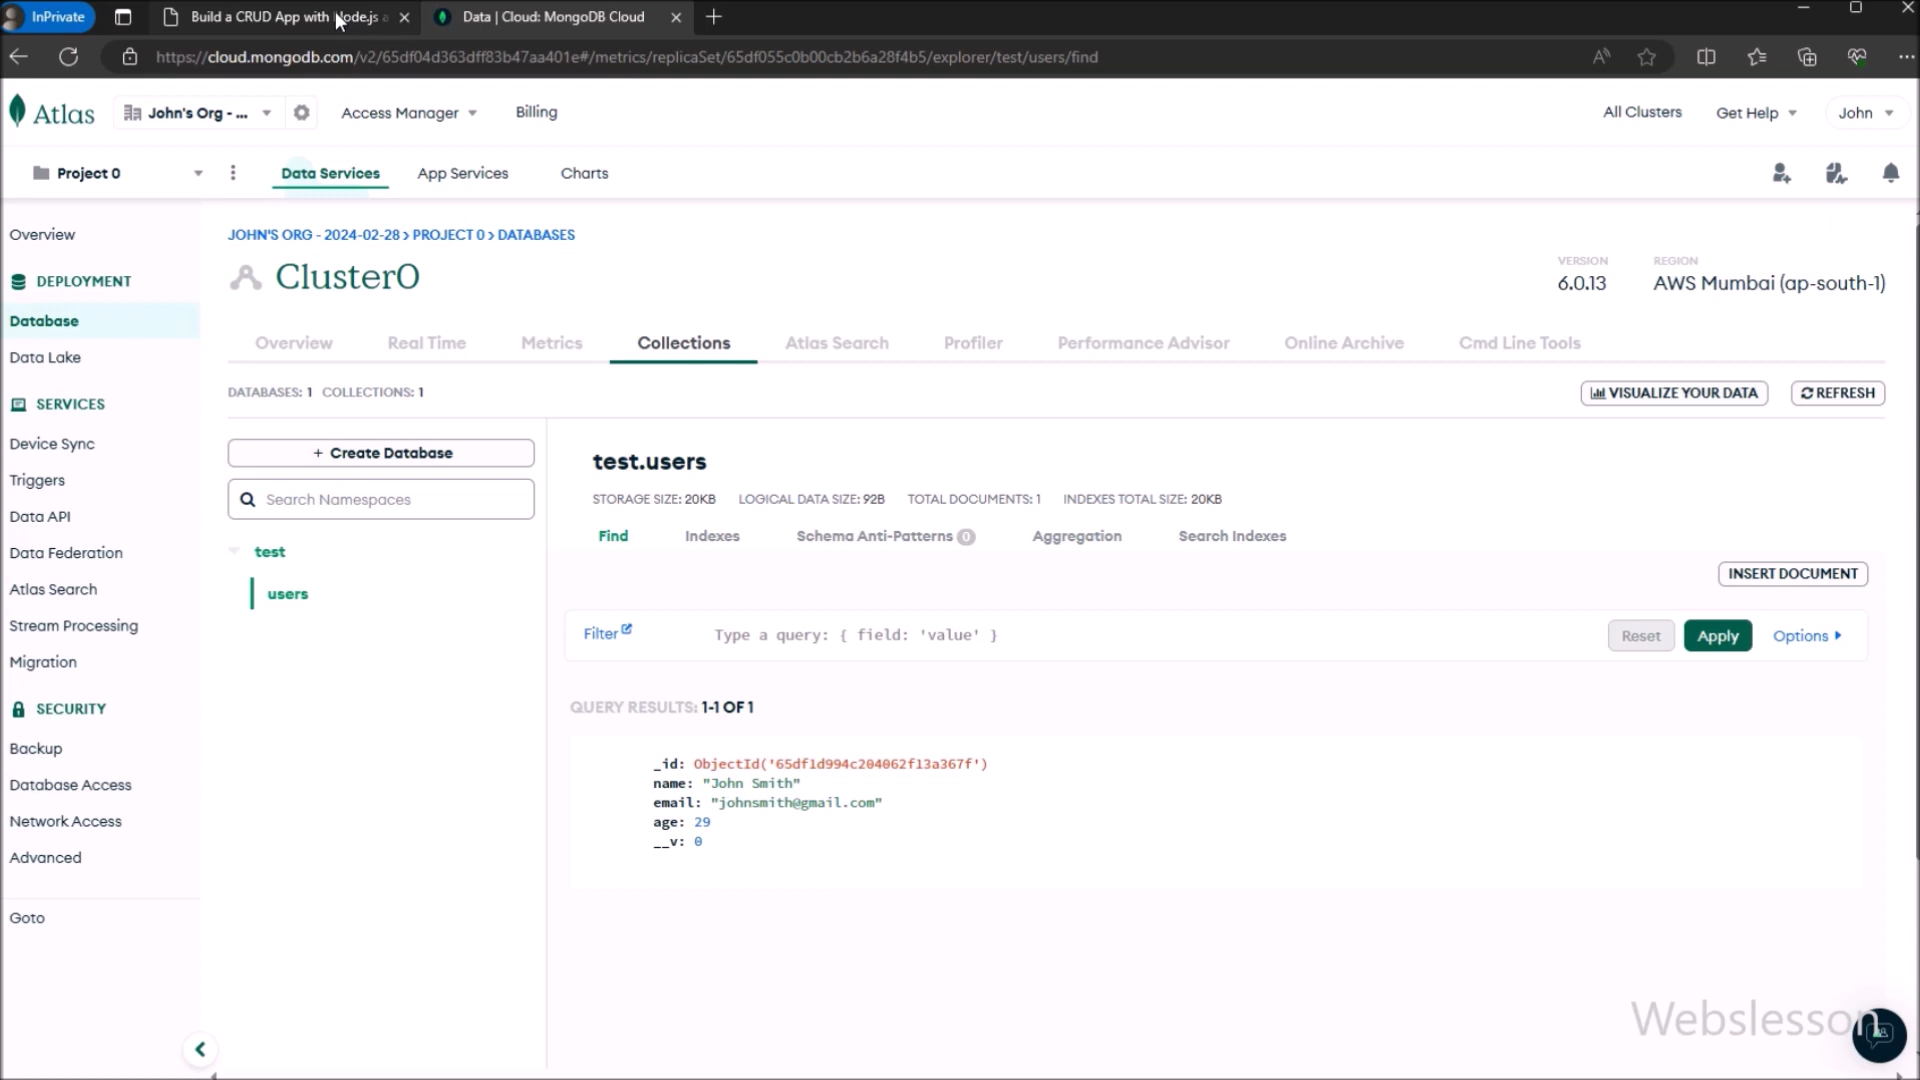 InPrivate
Build a CRUD App with Node.js a
Data | Cloud: MongoDB Cloud
https://cloud.mongodb.com/v2/65df04d363dff83b47aa401e#/metrics/replicaSet/65df055c0b00cb2b6a28f4b5/explorer/test/users/find
Atlas
John's Org - ...
Access Manager
Billing
All Clusters
Get Help
John
Project 0
Data Services
App Services
Charts
Overview
DEPLOYMENT
Database
Data Lake
SERVICES
Device Sync
Triggers
Data API
Data Federation
Atlas Search
Stream Processing
Migration
SECURITY
Backup
Database Access
Network Access
Advanced
Goto
JOHN'S ORG - 2024-02-28 > PROJECT 0 > DATABASES
Cluster0
VERSION
6.0.13
REGION
AWS Mumbai (ap-south-1)
Overview
Real Time
Metrics
Collections
Atlas Search
Profiler
Performance Advisor
Online Archive
Cmd Line Tools
DATABASES: 1 COLLECTIONS: 1
VISUALIZE YOUR DATA
REFRESH
+ Create Database
Search Namespaces
test
users
test.users
STORAGE SIZE: 20KB LOGICAL DATA SIZE: 92B TOTAL DOCUMENTS: 1 INDEXES TOTAL SIZE: 20KB
Find
Indexes
Schema Anti-Patterns 0
Aggregation
Search Indexes
INSERT DOCUMENT
Filter
Type a query: { field: 'value' }
Reset
Apply
Options
QUERY RESULTS: 1-1 OF 1
_id: ObjectId('65df1d994c204062f13a367f')
name: "John Smith"
email: "johnsmith@gmail.com"
age: 29
__v: 0
Webslesson